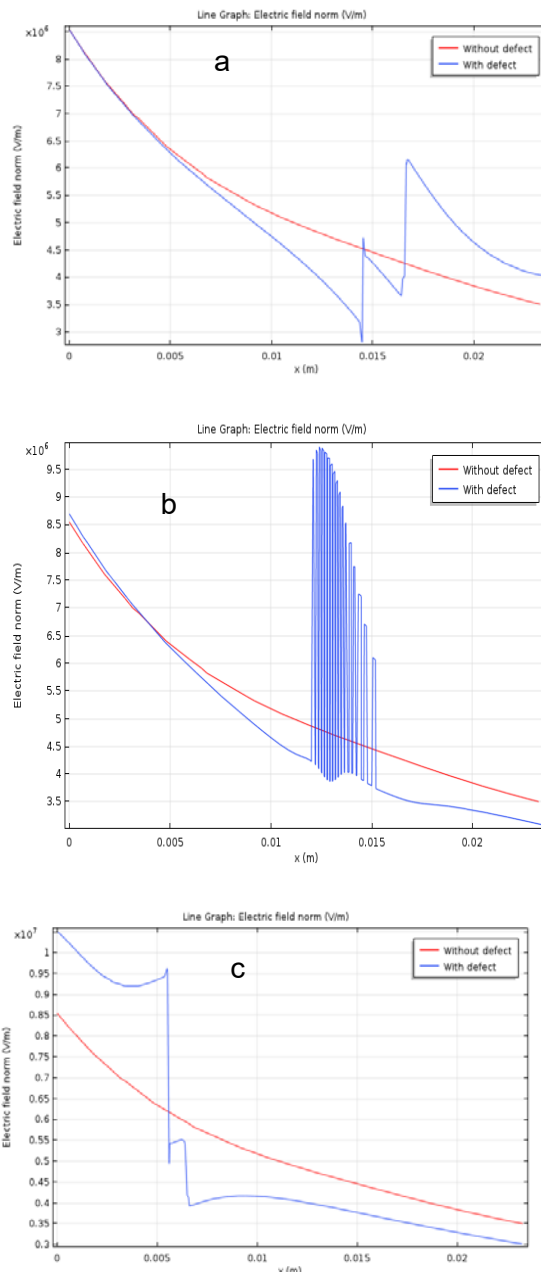 Line Graph: Electric field norm (V/m)
×10⁶
a
Without defect
With defect
8
7.5
7
6.5
6
5.5
5
4.5
4
3.5
3
Electric field norm (V/m)
0 0.005 0.01 0.015 0.02
x (m)
Line Graph: Electric field norm (V/m)
×10⁶
b
Without defect
With defect
9.5
9
8.5
8
7.5
7
6.5
6
5.5
5
4.5
4
3.5
Electric field norm (V/m)
0 0.005 0.01 0.015 0.02
x (m)
Line Graph: Electric field norm (V/m)
×10⁷
c
Without defect
With defect
1
0.95
0.9
0.85
0.8
0.75
0.7
0.65
0.6
0.55
0.5
0.45
0.4
0.35
0.3
Electric field norm (V/m)
0 0.005 0.01 0.015 0.02
x (m)